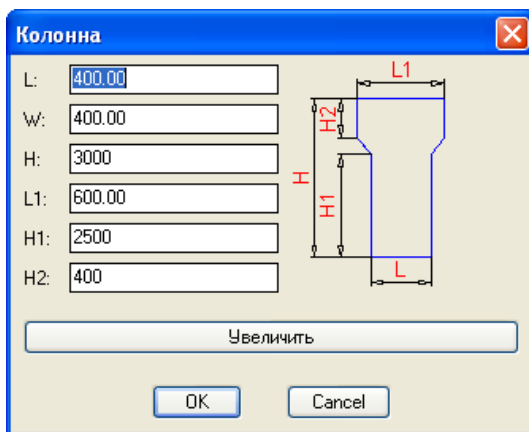 Колонна
L: 400.00
W: 400.00
H: 3000
L1: 600.00
H1: 2500
H2: 400
L1
H2
H
H1
L
Увеличить
OK Cancel